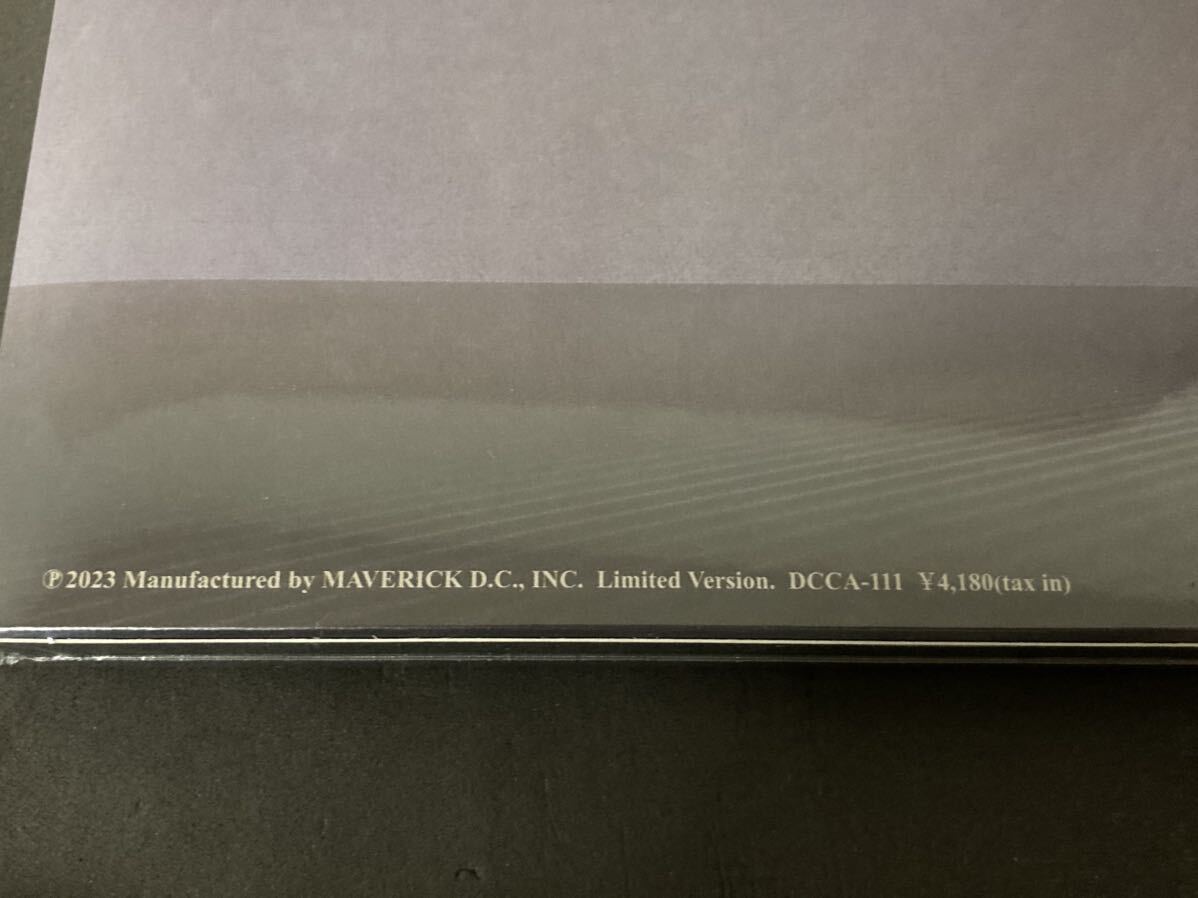 ℗2023 Manufactured by MAVERICK D.C., INC. Limited Version. DCCA-111 ¥4,180(tax in)